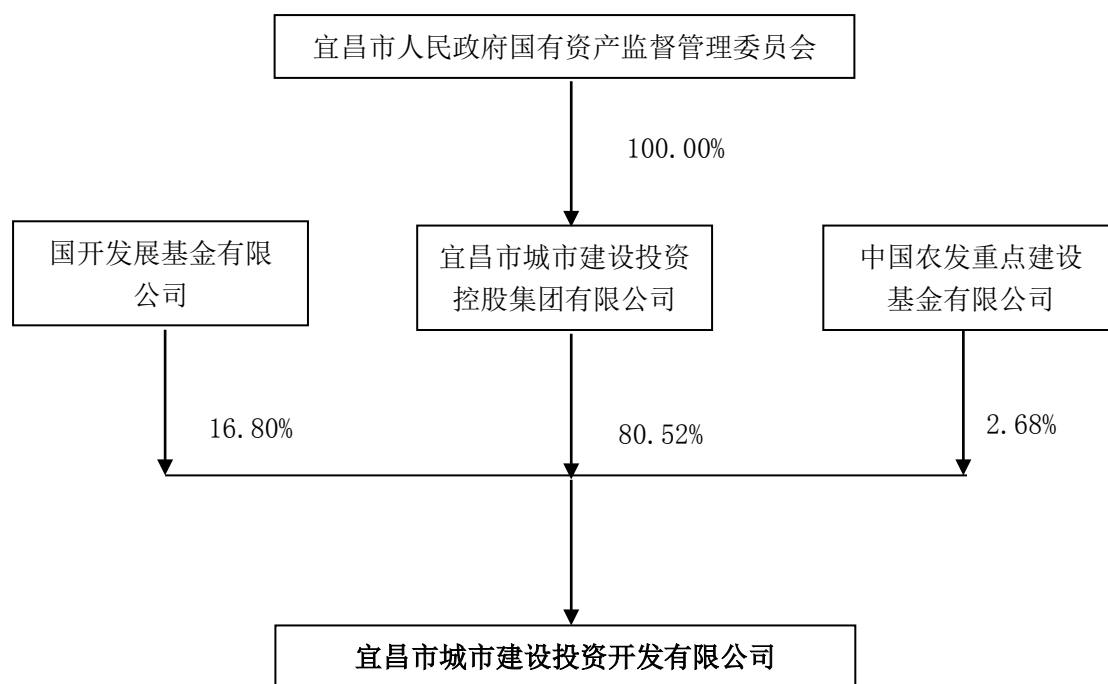 宜昌市人民政府国有资产监督管理委员会
100.00%
国开发展基金有限
公司
宜昌市城市建设投资
控股集团有限公司
中国农发重点建设
基金有限公司
16.80%
80.52%
2.68%
宜昌市城市建设投资开发有限公司